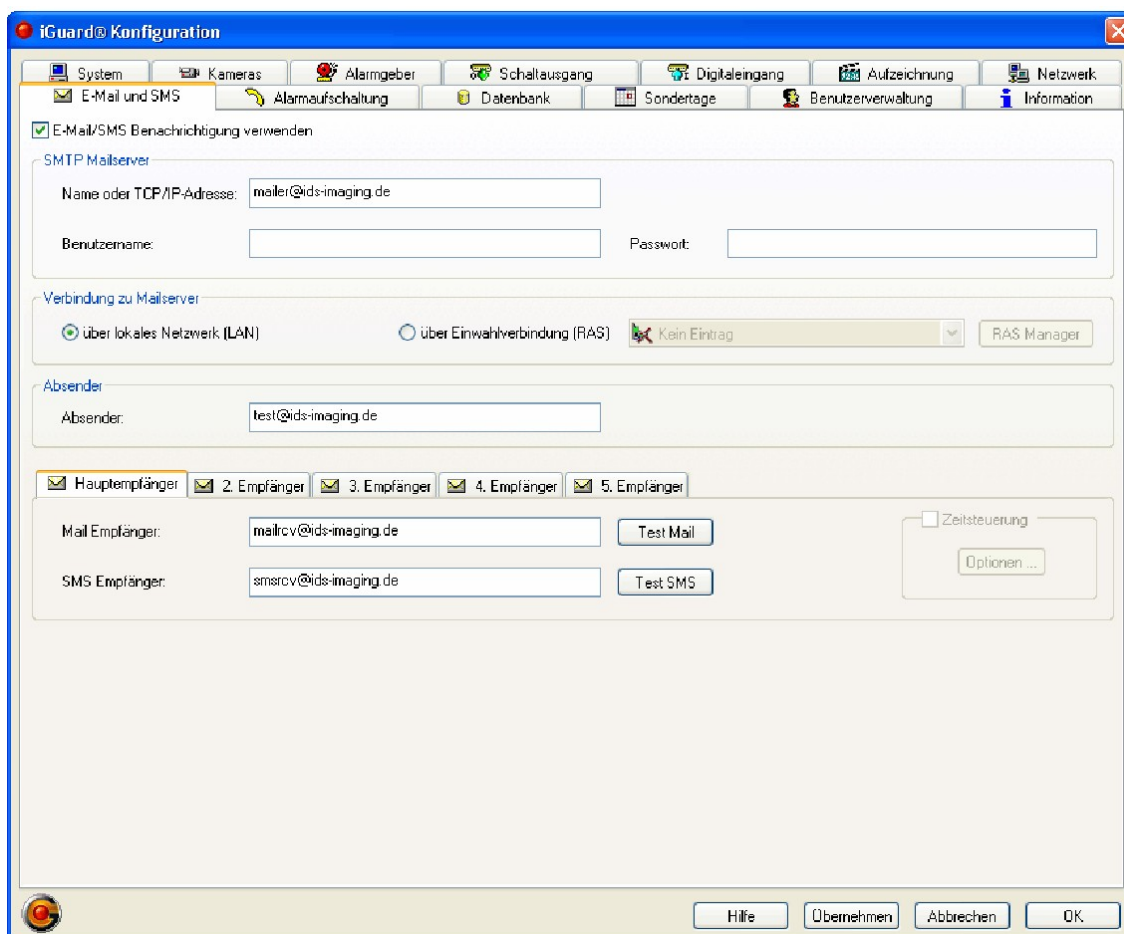 iGuard® Konfiguration
System Kameras Alarmgeber Schaltausgang Digitaleingang Aufzeichnung Netzwerk
E-Mail und SMS Alarmaufschaltung Datenbank Sondertage Benutzerverwaltung Information
E-Mail/SMS Benachrichtigung verwenden
SMTP Mailserver
Name oder TCP/IP-Adresse: mailer@ids-imaging.de
Benutzername: Passwort:
Verbindung zu Mailserver
über lokales Netzwerk (LAN) über Einwahlverbindung (RAS) Kein Eintrag RAS Manager
Absender
Absender: test@ids-imaging.de
Hauptempfänger 2. Empfänger 3. Empfänger 4. Empfänger 5. Empfänger
Mail Empfänger: mailrcv@ids-imaging.de Test Mail Zeitsteuerung
Optionen ...
SMS Empfänger: smsrcv@ids-imaging.de Test SMS
Hilfe Übernehmen Abbrechen OK